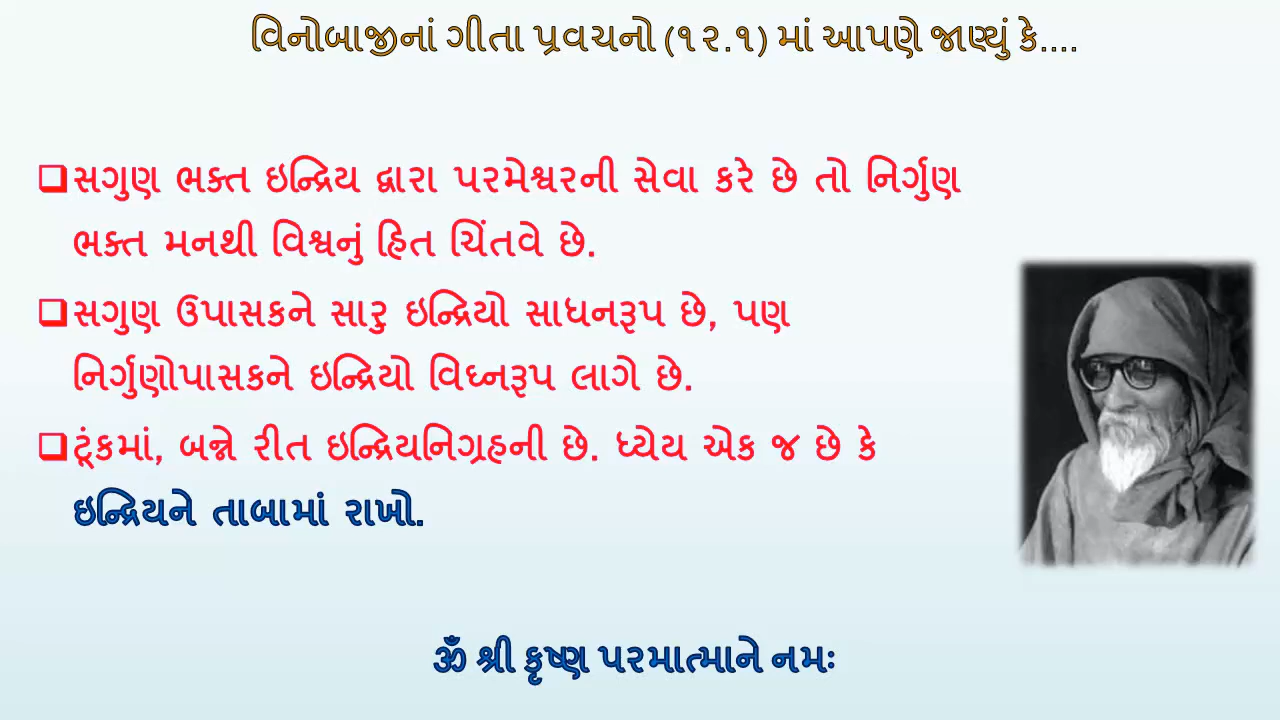 વિનોબાજીનાં ગીતા પ્રવચનો (૧૨.૧) માં આપણે જાણ્યું કે....
સગુણ ભક્ત ઇન્દ્રિય દ્વારા પરમેશ્વરની સેવા કરે છે તો નિર્ગુણ
ભક્ત મનથી વિશ્વનું હિત ચિંતવે છે.
સગુણ ઉપાસકને સારુ ઇન્દ્રિયો સાધનરૂપ છે, પણ
નિર્ગુણોપાસકને ઇન્દ્રિયો વિઘ્નરૂપ લાગે છે.
ટૂંકમાં, બન્ને રીત ઇન્દ્રિયનિગ્રહની છે. ધ્યેય એક જ છે કે
ઇન્દ્રિયને તાબામાં રાખો.
ૐ શ્રી કૃષ્ણ પરમાત્માને નમઃ